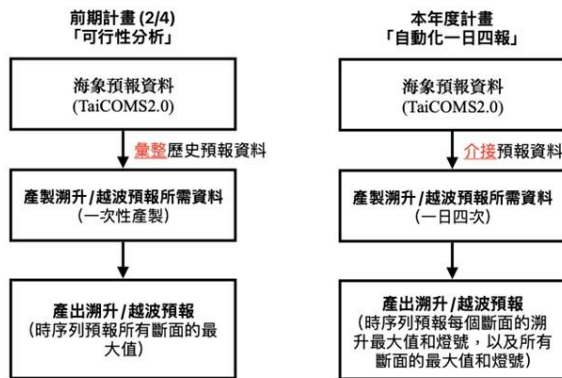 前期計畫 (2/4)
「可行性分析」
海象預報資料
(TaiCOMS2.0)
彙整歷史預報資料
產製溯升/越波預報所需資料
(一次性產製)
產出溯升/越波預報
(時序列預報所有斷面的最
大值)
本年度計畫
「自動化一日四報」
海象預報資料
(TaiCOMS2.0)
介接預報資料
產製溯升/越波預報所需資料
(一日四次)
產出溯升/越波預報
(時序列預報每個斷面的溯
升最大值和燈號，以及所有
斷面的最大值和燈號)